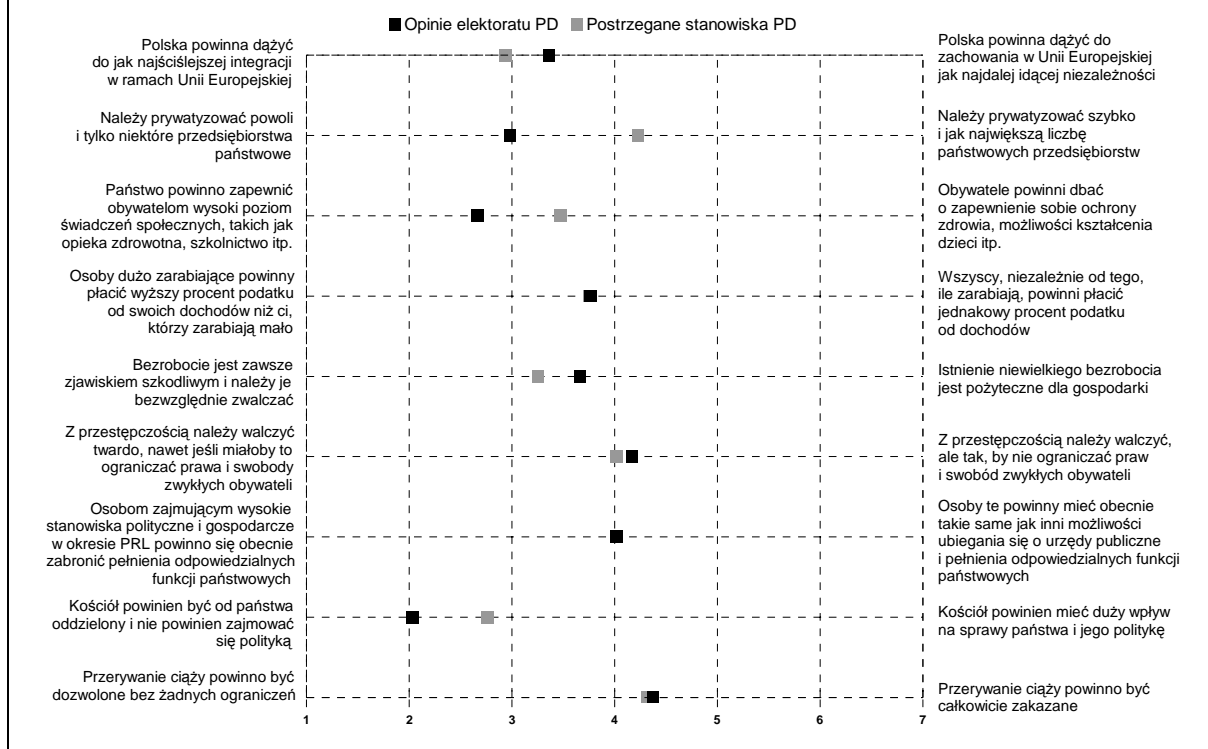 Opinie elektoratu PD Postrzegane stanowiska PD
Polska powinna dążyć
do jak najściślejszej integracji
w ramach Unii Europejskiej
Polska powinna dążyć do
zachowania w Unii Europejskiej
jak najdalej idącej niezależności
Należy prywatyzować powoli
i tylko niektóre przedsiębiorstwa
państwowe
Należy prywatyzować szybko
i jak największą liczbę
państwowych przedsiębiorstw
Państwo powinno zapewnić
obywatelom wysoki poziom
świadczeń społecznych, takich jak
opieka zdrowotna, szkolnictwo itp.
Obywatele powinni dbać
o zapewnienie sobie ochrony
zdrowia, możliwości kształcenia
dzieci itp.
Osoby dużo zarabiające powinny
płacić wyższy procent podatku
od swoich dochodów niż ci,
którzy zarabiają mało
Wszyscy, niezależnie od tego,
ile zarabiają, powinni płacić
jednakowy procent podatku
od dochodów
Bezrobocie jest zawsze
zjawiskiem szkodliwym i należy je
bezwzględnie zwalczać
Istnienie niewielkiego bezrobocia
jest pożyteczne dla gospodarki
Z przestępczością należy walczyć
twardo, nawet jeśli miałoby to
ograniczać prawa i swobody
zwykłych obywateli
Z przestępczością należy walczyć,
ale tak, by nie ograniczać praw
i swobód zwykłych obywateli
Osobom zajmującym wysokie
stanowiska polityczne i gospodarcze
w okresie PRL powinno się obecnie
zabronić pełnienia odpowiedzialnych
funkcji państwowych
Osoby te powinny mieć obecnie
takie same jak inni możliwości
ubiegania się o urzędy publiczne
i pełnienia odpowiedzialnych funkcji
państwowych
Kościół powinien być od państwa
oddzielony i nie powinien zajmować
się polityką
Kościół powinien mieć duży wpływ
na sprawy państwa i jego politykę
Przerywanie ciąży powinno być
dozwolone bez żadnych ograniczeń
Przerywanie ciąży powinno być
całkowicie zakazane
1 2 3 4 5 6 7